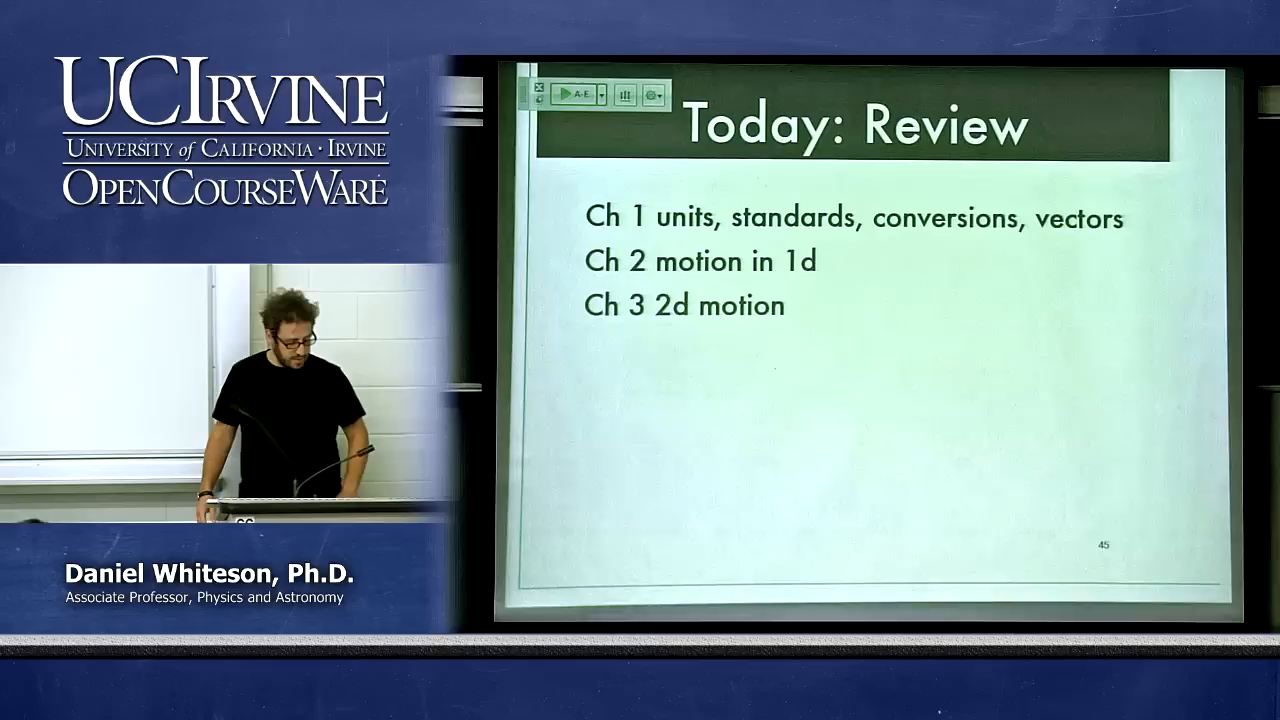 UCIRVINE
UNIVERSITY of CALIFORNIA · IRVINE
OPENCOURSEWARE
A-E
Today: Review
Ch 1 units, standards, conversions, vectors
Ch 2 motion in 1d
Ch 3 2d motion
45
Daniel Whiteson, Ph.D.
Associate Professor, Physics and Astronomy